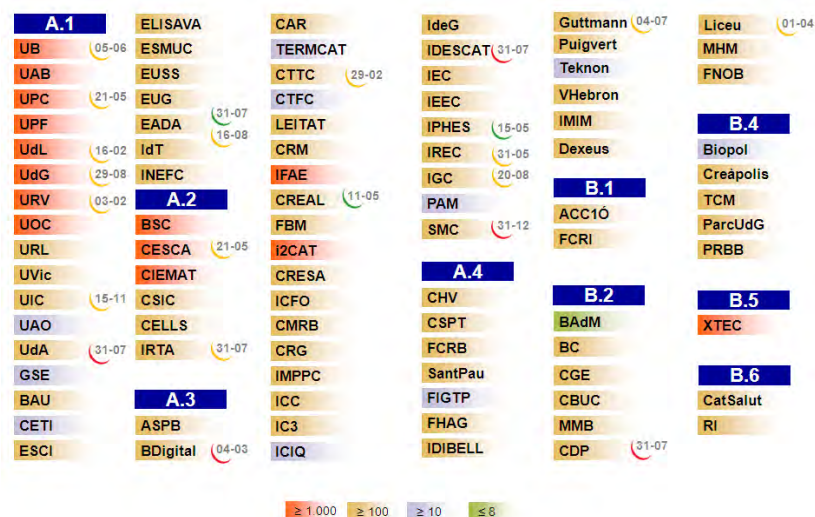 A.1
UB 05-06
UAB
UPC 21-05
UPF
UdL 16-02
UdG 29-08
URV 03-02
UOC
URL
UVic
UIC 15-11
UAO
UdA 31-07
GSE
BAU
CETI
ESCI
ELISAVA
ESMUC
EUSS
EUG
EADA 31-07
IdT 16-08
INEFC
A.2
BSC
CESCA 21-05
CIEMAT
CSIC
CELLS
IRTA 31-07
A.3
ASPB
BDigital 04-03
CAR
TERMCAT
CTTC 29-02
CTFC
LEITAT
CRM
IFAE
CREAL 11-05
FBM
i2CAT
CRESA
ICFO
CMRB
CRG
IMPPC
ICC
IC3
ICIQ
IdeG
IDESCAT 31-07
IEC
IEEC
IPHES 15-05
IREC 31-05
IGC 20-08
PAM
SMC 31-12
A.4
CHV
CSPT
FCRB
SantPau
FIGTP
FHAG
IDIBELL
Guttmann 04-07
Puigvert
Teknon
VHebron
IMIM
Dexeus
B.1
ACC1Ó
FCRI
B.2
BAdM
BC
CGE
CBUC
MMB
CDP 31-07
Liceu 01-04
MHM
FNOB
B.4
Biopol
Creápolis
TCM
ParcUdG
PRBB
B.5
XTEC
B.6
CatSalut
RI
≥ 1.000 ≥ 100 ≥ 10 ≤ 8